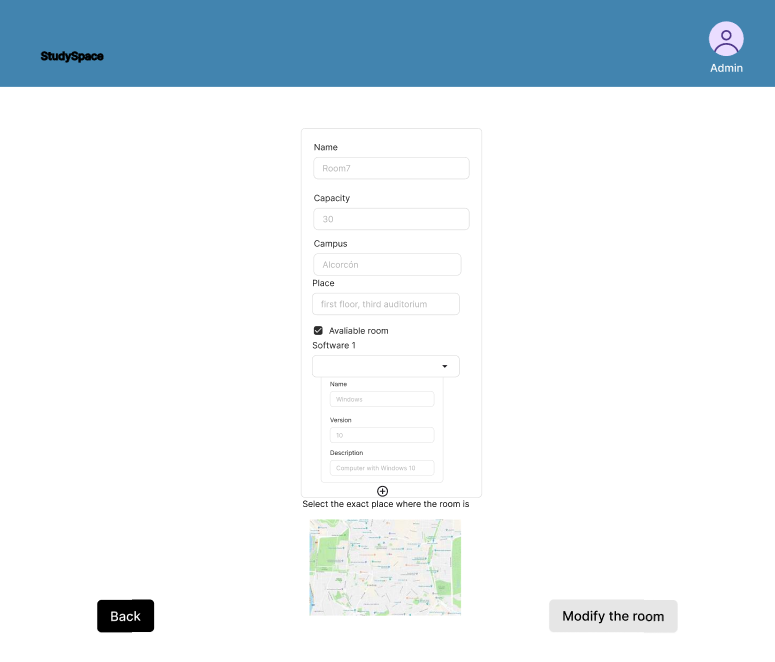 StudySpace
Admin
Name
Room7
Capacity
30
Campus
Alcorcón
Place
first floor, third auditorium
Avaliable room
Software 1
Name
Windows
Version
10
Description
Computer with Windows 10
Select the exact place where the room is
Back
Modify the room